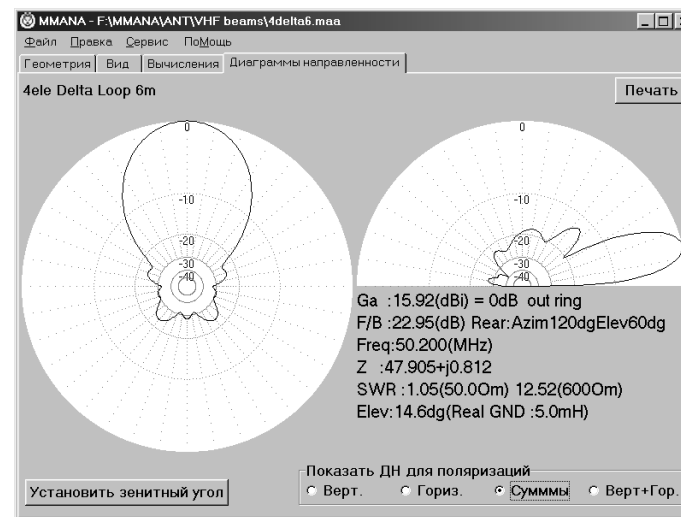 MMANA - F:\MMANA\ANT\VHF beams\4delta6.maa
Файл Правка Сервис ПоМощь
Геометрия Вид Вычисления Диаграммы направленности
4ele Delta Loop 6m
Печать
0
-10
-20
-30
-40
0
-10
-20
-30
-40
Ga :15.92(dBi) = 0dB out ring
F/B :22.95(dB) Rear:Azim120dgElev60dg
Freq:50.200(MHz)
Z :47.905+j0.812
SWR :1.05(50.0Om) 12.52(600Om)
Elev:14.6dg(Real GND :5.0mH)
Показать ДН для поляризаций
Установить зенитный угол
Верт. Гориз. Сумммы Верт+Гор.